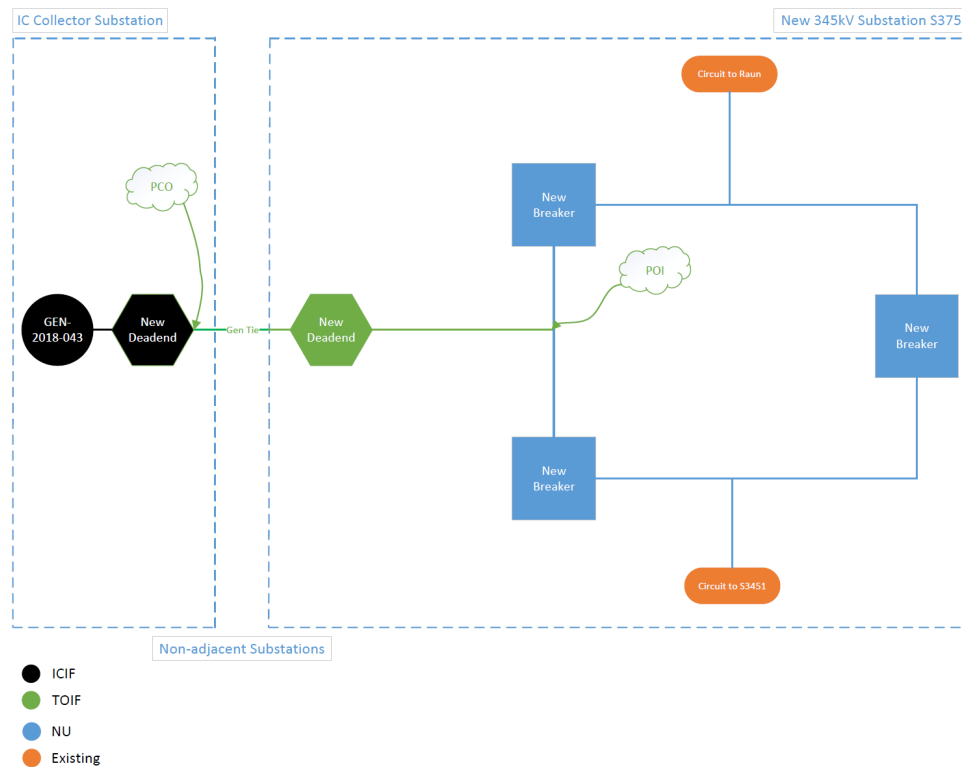 IC Collector Substation
New 345kV Substation S375
Circuit to Raun
PCO
New
Breaker
POI
GEN-
2018-043
New
Deadend
Gen Tie
New
Deadend
New
Breaker
New
Breaker
Circuit to S3451
Non-adjacent Substations
ICIF
TOIF
NU
Existing